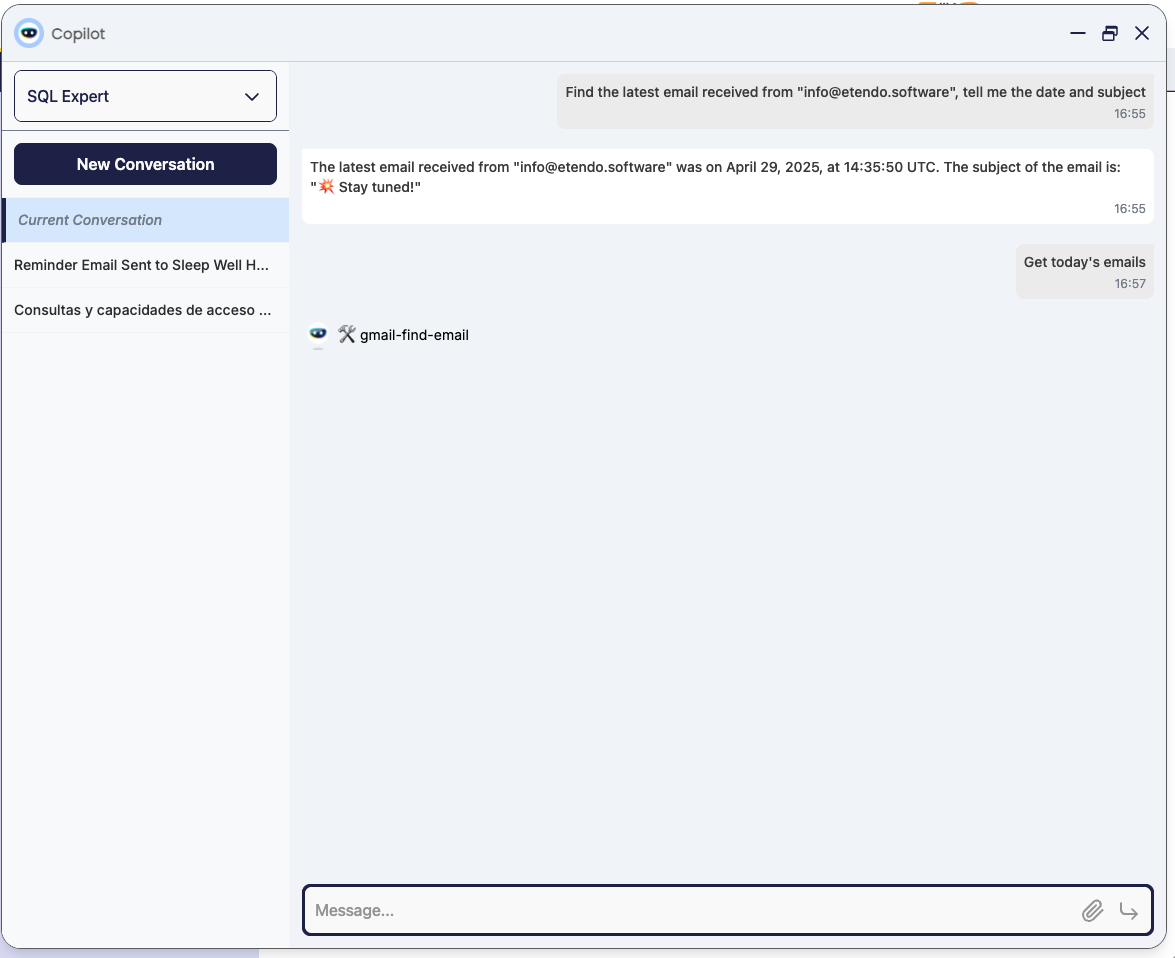 Copilot
SQL Expert
New Conversation
Current Conversation
Reminder Email Sent to Sleep Well H...
Consultas y capacidades de acceso ...
Find the latest email received from "info@etendo.software", tell me the date and subject
16:55
The latest email received from "info@etendo.software" was on April 29, 2025, at 14:35:50 UTC. The subject of the email is:
"💥 Stay tuned!"
16:55
Get today's emails
16:57
🛠 gmail-find-email
Message...